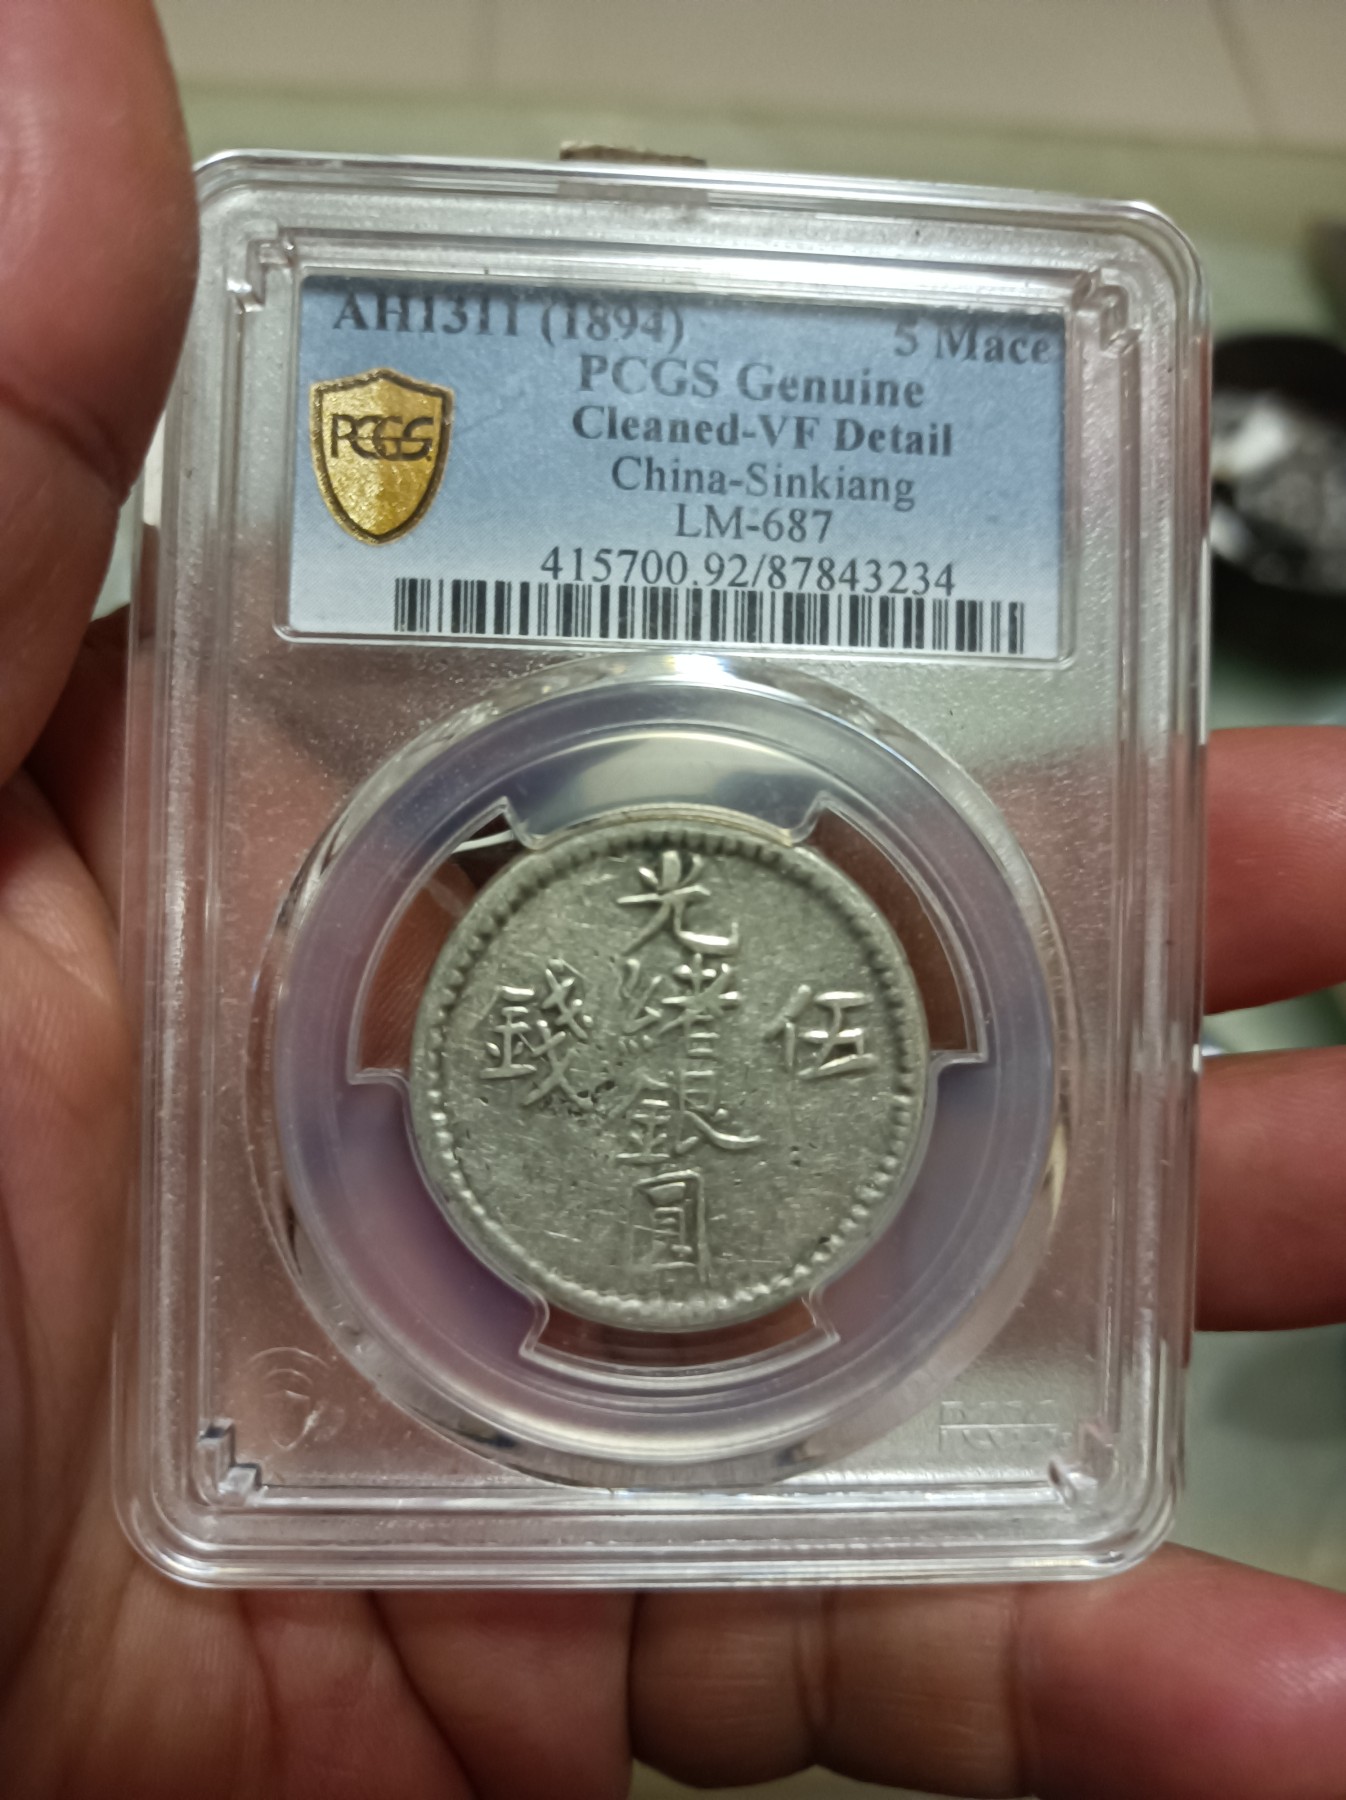 AH1311 (1894) 5 Mace
PCGS Genuine
Cleaned-VF Detail
China-Sinkiang
LM-687
415700.92/87843234
PCGS
光緒銀圓
伍錢
PCGS